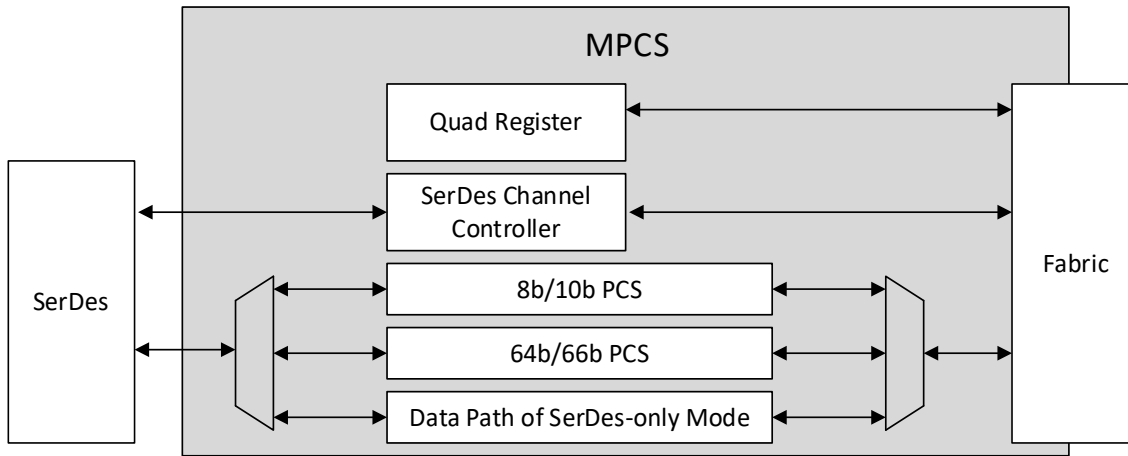 MPCS
Quad Register
SerDes Channel
Controller
SerDes
Fabric
8b/10b PCS
64b/66b PCS
Data Path of SerDes-only Mode